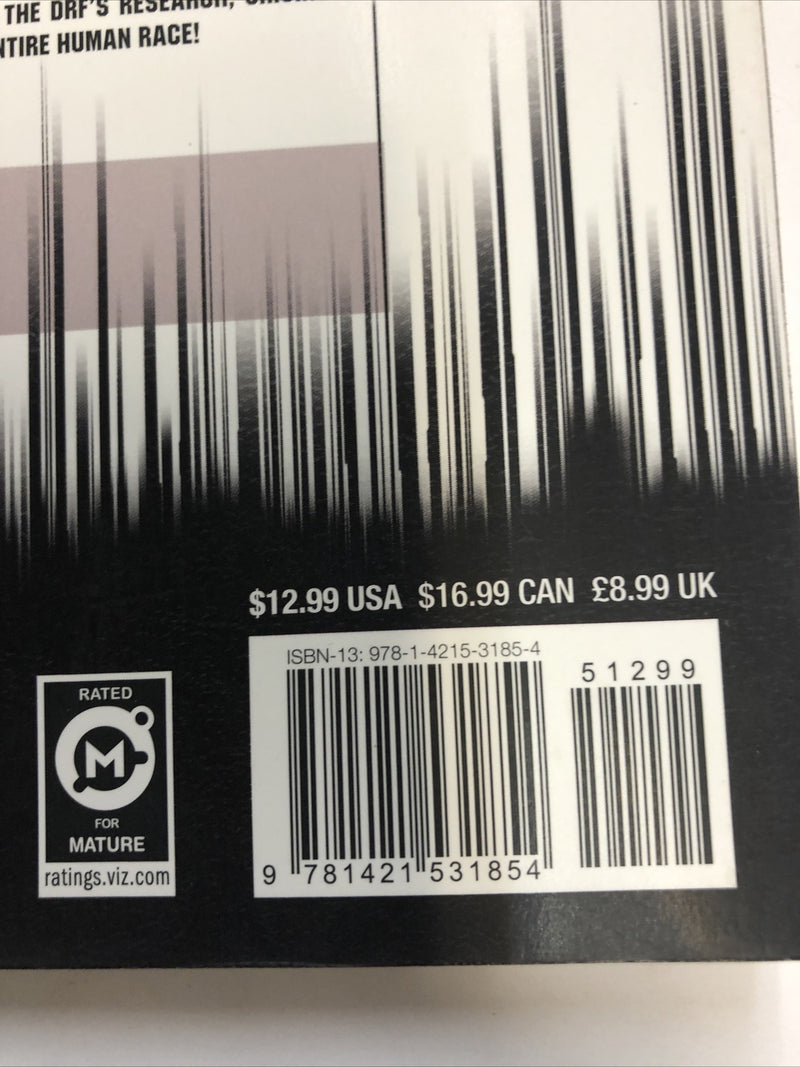 THE DRF'S RESEARCH,
ENTIRE HUMAN RACE!
$12.99 USA $16.99 CAN £8.99 UK
ISBN-13: 978-1-4215-3185-4
51299
9 781421 531854
RATED
M
FOR
MATURE
ratings.viz.com